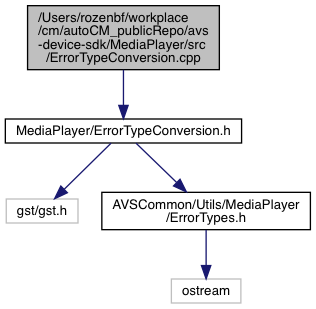 /Users/rozenbf/workplace
/cm/autoCM_publicRepo/avs
-device-sdk/MediaPlayer/src
/ErrorTypeConversion.cpp
MediaPlayer/ErrorTypeConversion.h
gst/gst.h
AVSCommon/Utils/MediaPlayer
/ErrorTypes.h
ostream